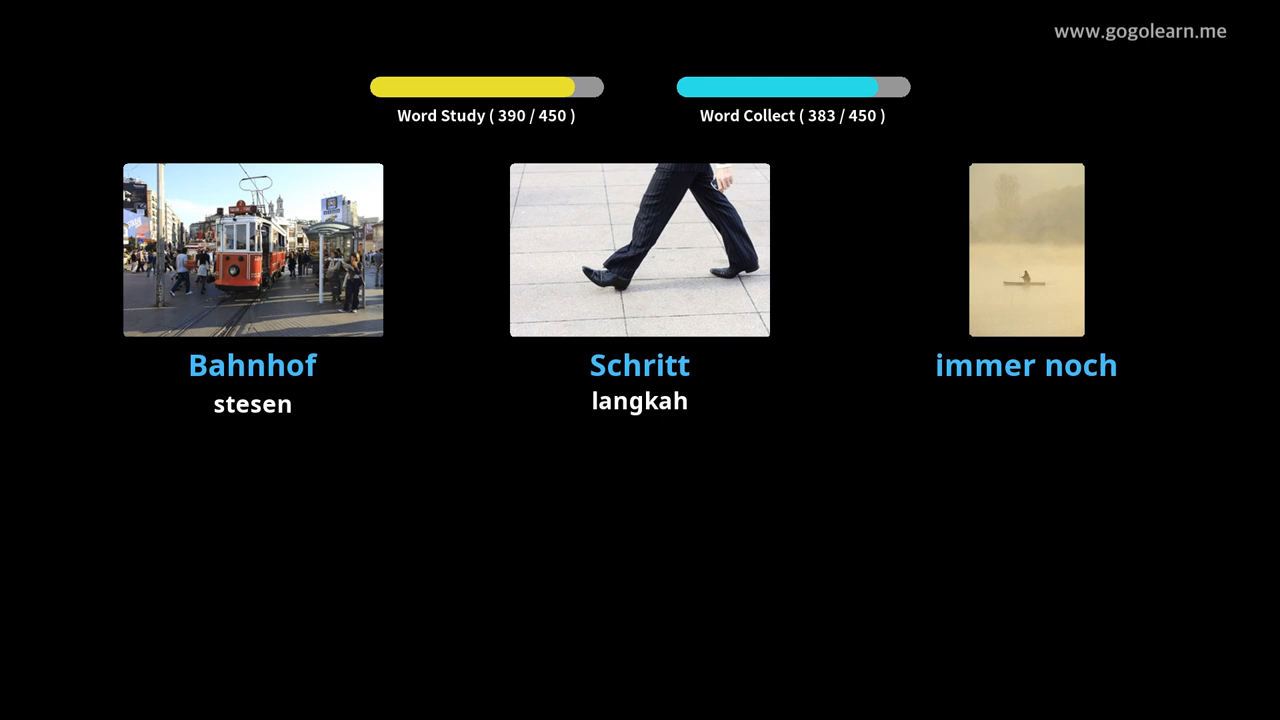 www.gogolearn.me
Word Study ( 390 / 450 )
Word Collect ( 383 / 450 )
Bahnhof
stesen
Schritt
langkah
immer noch